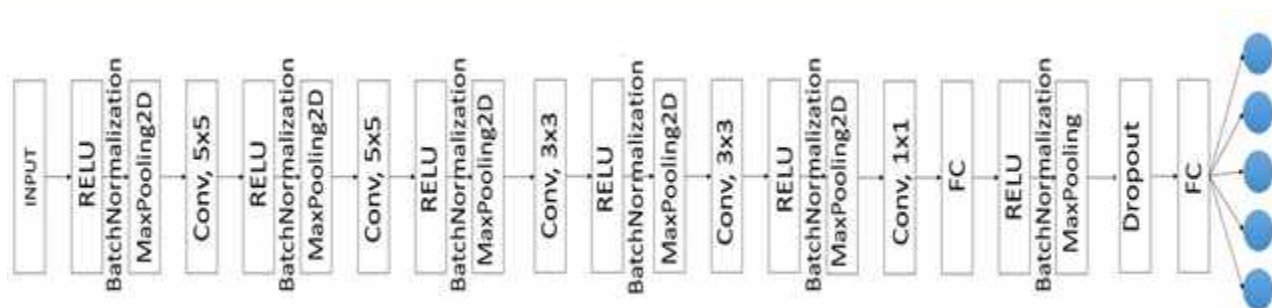 INPUT
RELU
BatchNormalization
MaxPooling2D
Conv, 5x5
RELU
BatchNormalization
MaxPooling2D
Conv, 5x5
RELU
BatchNormalization
MaxPooling2D
Conv, 3x3
RELU
BatchNormalization
MaxPooling2D
Conv, 3x3
RELU
BatchNormalization
MaxPooling2D
Conv, 1x1
FC
RELU
BatchNormalization
MaxPooling
Dropout
FC